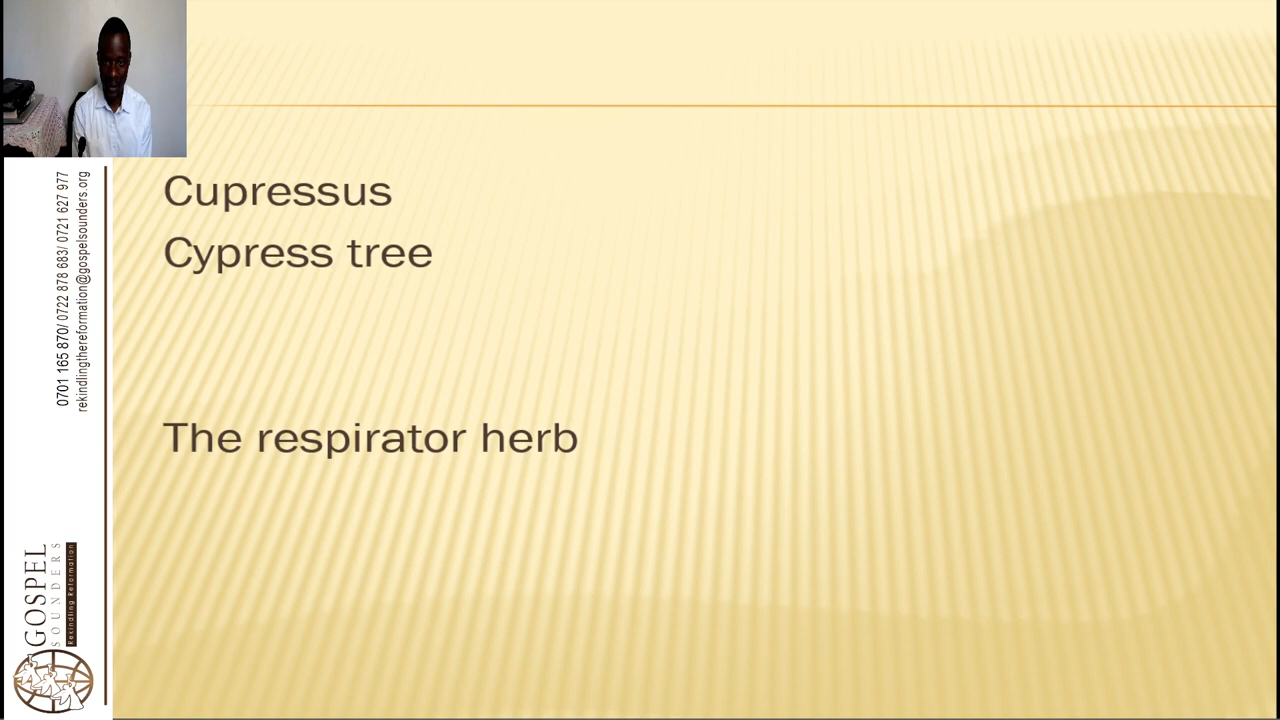 Cupressus
Cypress tree
The respirator herb
0701 165 870/ 0722 878 683/ 0721 627 977
rekindlingthereformation@gospelsounders.org
GOSPEL
SOUNDERS
Rekindling Reformation